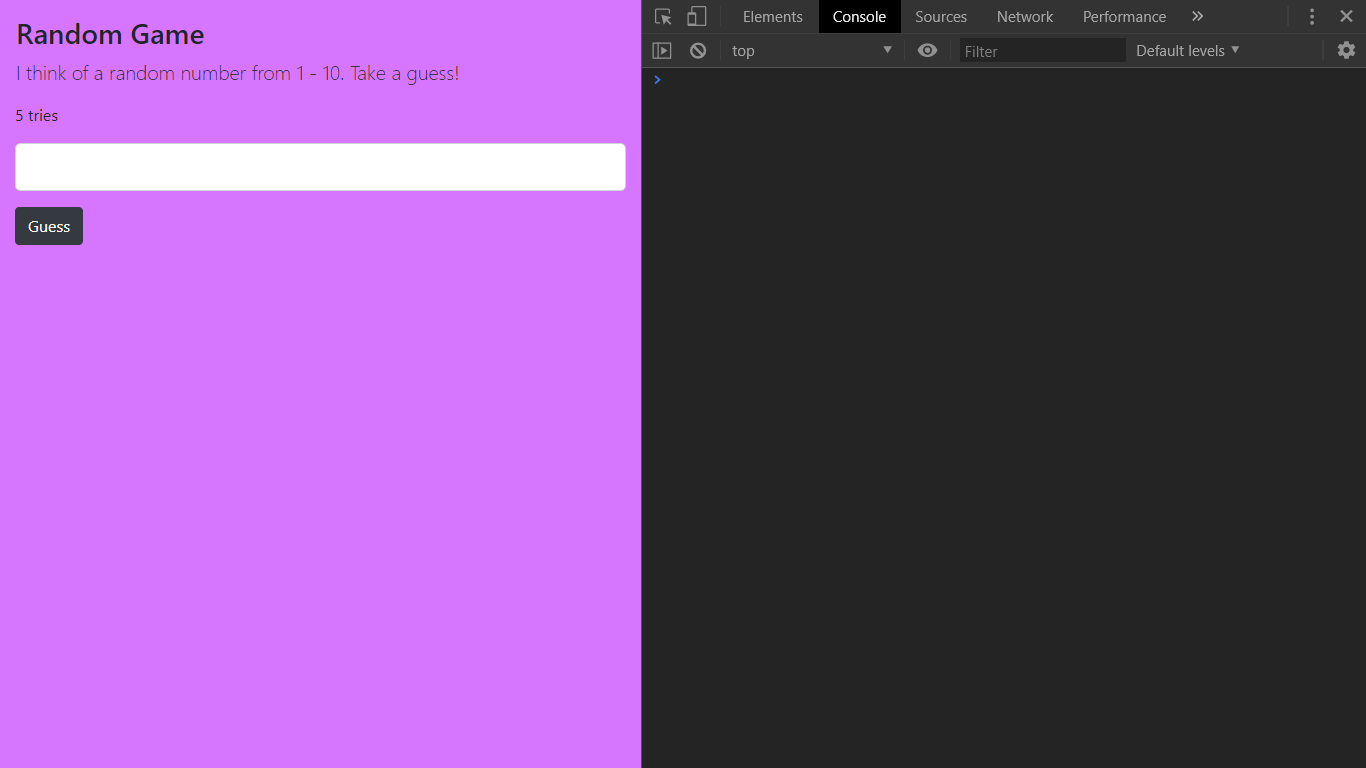 Random Game
I think of a random number from 1 - 10. Take a guess!
5 tries
Guess
Elements Console Sources Network Performance
top Filter Default levels